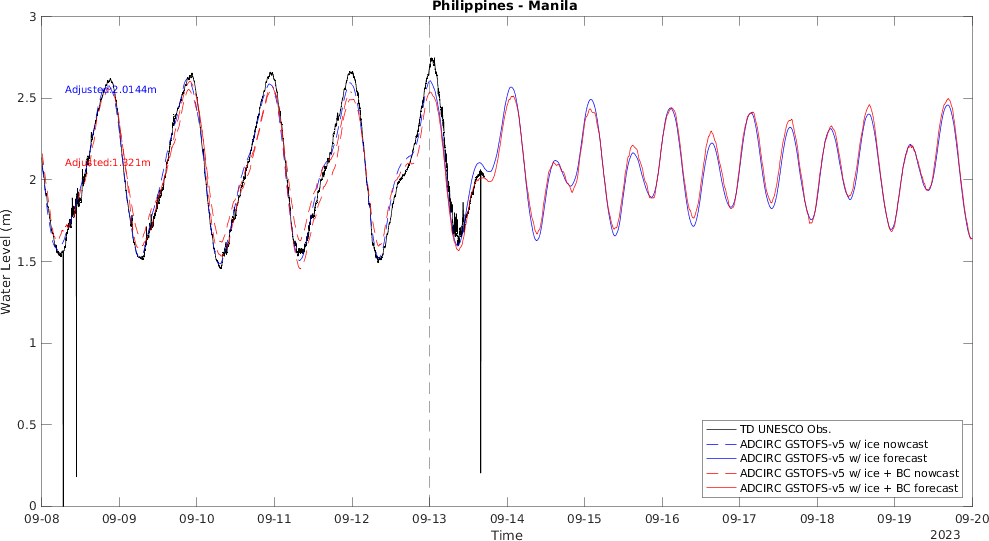 Philippines - Manila
3
2.5
2
1.5
1
0.5
0
Water Level (m)
Adjusted:2.0144m
Adjusted:1.821m
TD UNESCO Obs.
ADCIRC GSTOFS-v5 w/ ice nowcast
ADCIRC GSTOFS-v5 w/ ice forecast
ADCIRC GSTOFS-v5 w/ ice + BC nowcast
ADCIRC GSTOFS-v5 w/ ice + BC forecast
09-08 09-09 09-10 09-11 09-12 09-13 09-14 09-15 09-16 09-17 09-18 09-19 09-20
Time
2023